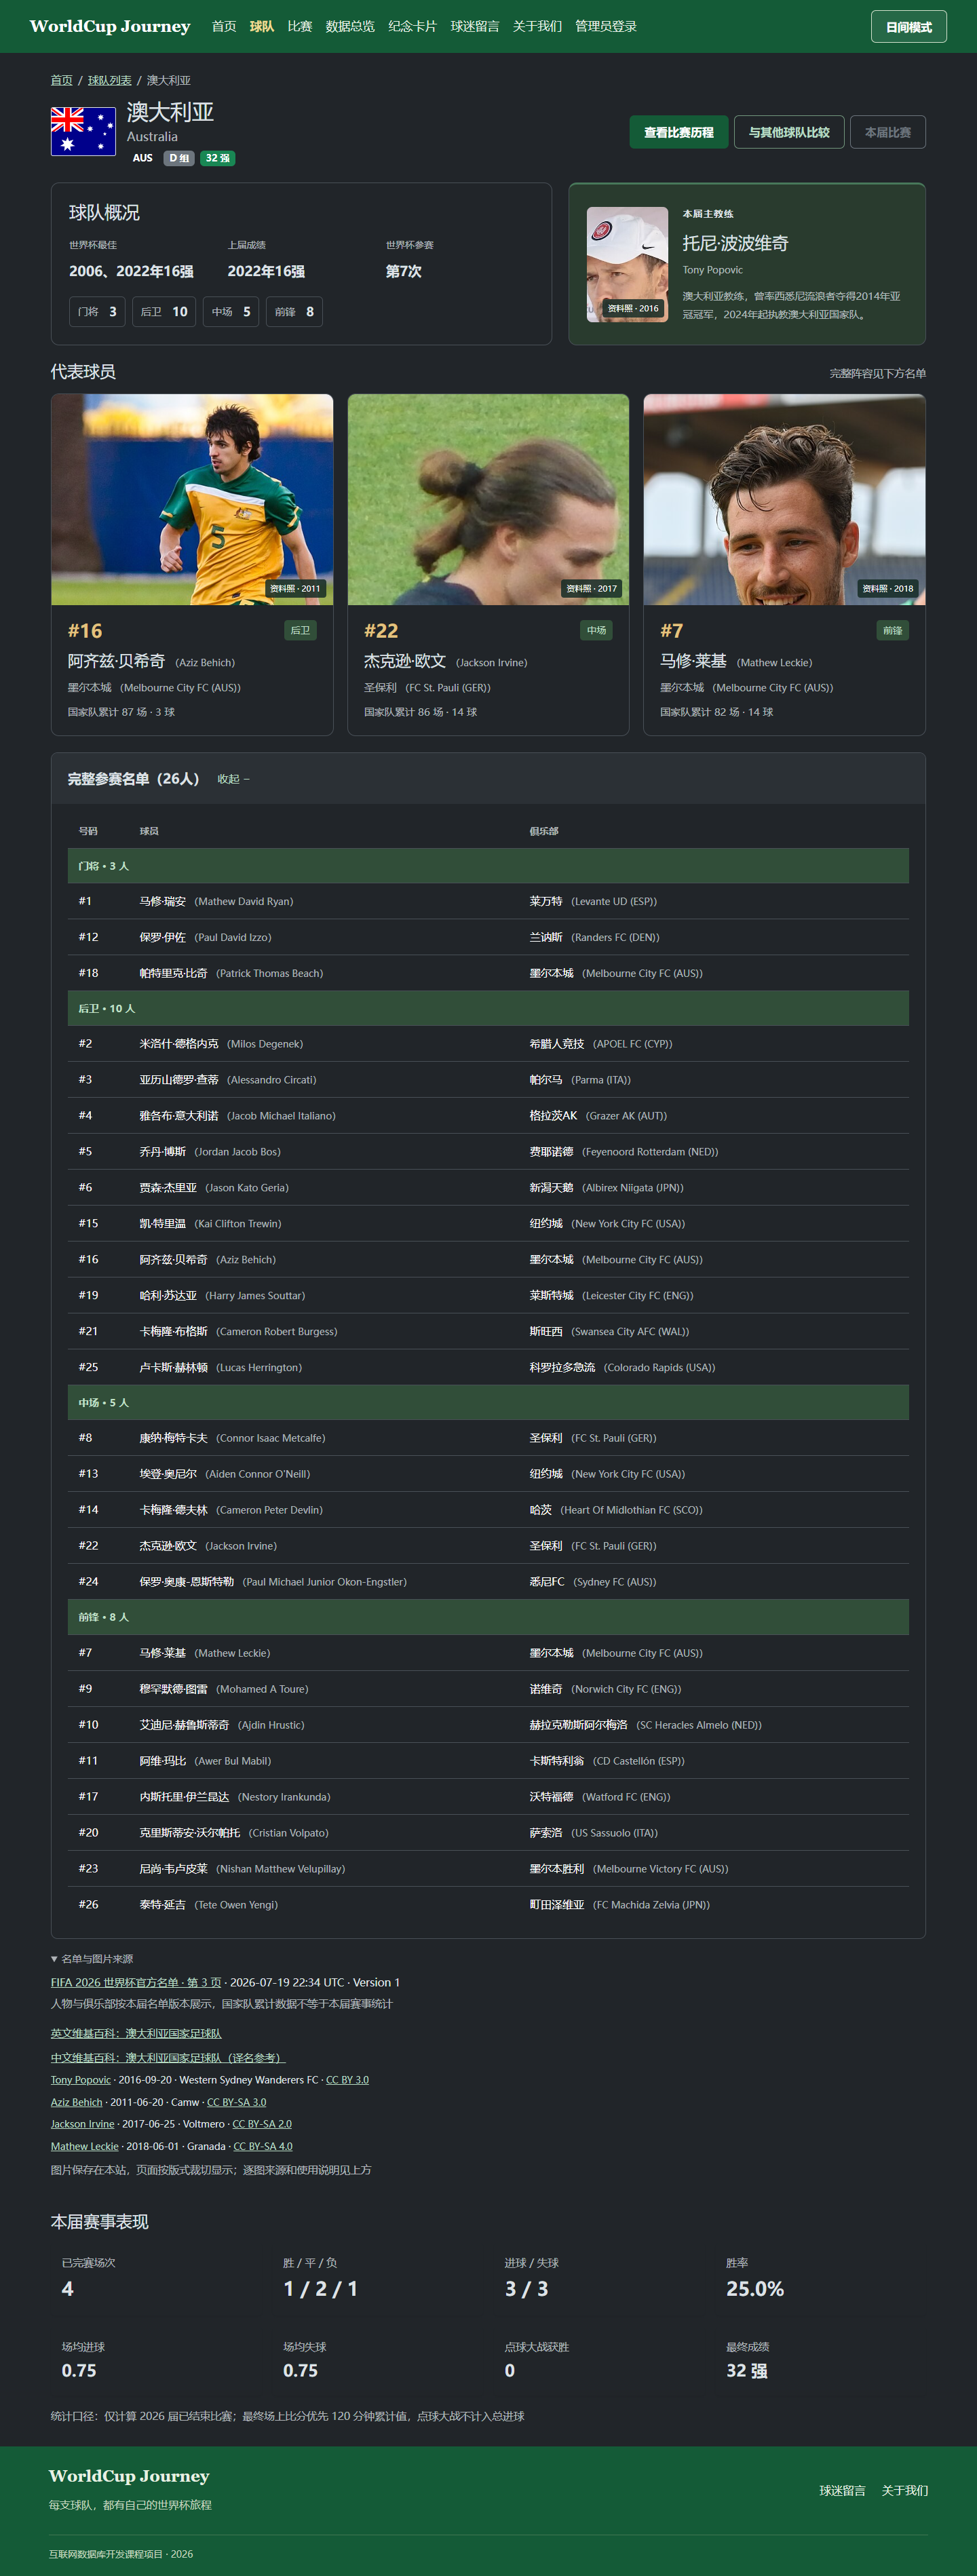 WorldCup Journey 首页 球队 比赛 数据总览 纪念卡片 球迷留言 关于我们 管理员登录 日间模式
首页 / 球队列表 / 澳大利亚
澳大利亚
Australia
AUS D 组 32 强
查看比赛历程 与其他球队比较 本届比赛
球队概况
世界杯最佳 上届成绩 世界杯参赛
2006、2022年16强 2022年16强 第7次
门将 3 后卫 10 中场 5 前锋 8
本届主教练
托尼·波波维奇
Tony Popovic
澳大利亚教练，曾率西悉尼流浪者夺得2014年亚
冠冠军，2024年起执教澳大利亚国家队。
资料照 · 2016
代表球员 完整阵容见下方名单
资料照 · 2011
#16 后卫
阿齐兹·贝希奇 （Aziz Behich）
墨尔本城 （Melbourne City FC (AUS)）
国家队累计 87 场 · 3 球
资料照 · 2017
#22 中场
杰克逊·欧文 （Jackson Irvine）
圣保利 （FC St. Pauli (GER)）
国家队累计 86 场 · 14 球
资料照 · 2018
#7 前锋
马修·莱基 （Mathew Leckie）
墨尔本城 （Melbourne City FC (AUS)）
国家队累计 82 场 · 14 球
完整参赛名单（26人） 收起 −
号码 球员 俱乐部
门将 • 3 人
#1 马修·瑞安 （Mathew David Ryan） 莱万特 （Levante UD (ESP)）
#12 保罗·伊佐 （Paul David Izzo） 兰讷斯 （Randers FC (DEN)）
#18 帕特里克·比奇 （Patrick Thomas Beach） 墨尔本城 （Melbourne City FC (AUS)）
后卫 • 10 人
#2 米洛什·德格内克 （Milos Degenek） 希腊人竞技 （APOEL FC (CYP)）
#3 亚历山德罗·查蒂 （Alessandro Circati） 帕尔马 （Parma (ITA)）
#4 雅各布·意大利诺 （Jacob Michael Italiano） 格拉茨AK （Grazer AK (AUT)）
#5 乔丹·博斯 （Jordan Jacob Bos） 费耶诺德 （Feyenoord Rotterdam (NED)）
#6 贾森·杰里亚 （Jason Kato Geria） 新潟天鹅 （Albirex Niigata (JPN)）
#15 凯·特里温 （Kai Clifton Trewin） 纽约城 （New York City FC (USA)）
#16 阿齐兹·贝希奇 （Aziz Behich） 墨尔本城 （Melbourne City FC (AUS)）
#19 哈利·苏达亚 （Harry James Souttar） 莱斯特城 （Leicester City FC (ENG)）
#21 卡梅隆·布格斯 （Cameron Robert Burgess） 斯旺西 （Swansea City AFC (WAL)）
#25 卢卡斯·赫林顿 （Lucas Herrington） 科罗拉多急流 （Colorado Rapids (USA)）
中场 • 5 人
#8 康纳·梅特卡夫 （Connor Isaac Metcalfe） 圣保利 （FC St. Pauli (GER)）
#13 埃登·奥尼尔 （Aiden Connor O'Neill） 纽约城 （New York City FC (USA)）
#14 卡梅隆·德夫林 （Cameron Peter Devlin） 哈茨 （Heart Of Midlothian FC (SCO)）
#22 杰克逊·欧文 （Jackson Irvine） 圣保利 （FC St. Pauli (GER)）
#24 保罗·奥康-恩斯特勒 （Paul Michael Junior Okon-Engstler） 悉尼FC （Sydney FC (AUS)）
前锋 • 8 人
#7 马修·莱基 （Mathew Leckie） 墨尔本城 （Melbourne City FC (AUS)）
#9 穆罕默德·图雷 （Mohamed A Toure） 诺维奇 （Norwich City FC (ENG)）
#10 艾迪尼·赫鲁斯蒂奇 （Ajdin Hrustic） 赫拉克勒斯阿尔梅洛 （SC Heracles Almelo (NED)）
#11 阿维·玛比 （Awer Bul Mabil） 卡斯特利翁 （CD Castellón (ESP)）
#17 内斯托里·伊兰昆达 （Nestory Irankunda） 沃特福德 （Watford FC (ENG)）
#20 克里斯蒂安·沃尔帕托 （Cristian Volpato） 萨索洛 （US Sassuolo (ITA)）
#23 尼尚·韦卢皮莱 （Nishan Matthew Velupillay） 墨尔本胜利 （Melbourne Victory FC (AUS)）
#26 泰特·延吉 （Tete Owen Yengi） 町田泽维亚 （FC Machida Zelvia (JPN)）
▼ 名单与图片来源
FIFA 2026 世界杯官方名单 · 第 3 页 · 2026-07-19 22:34 UTC · Version 1
人物与俱乐部按本届名单版本展示，国家队累计数据不等于本届赛事统计
英文维基百科：澳大利亚国家足球队
中文维基百科：澳大利亚国家足球队（译名参考）
Tony Popovic · 2016-09-20 · Western Sydney Wanderers FC · CC BY 3.0
Aziz Behich · 2011-06-20 · Camw · CC BY-SA 3.0
Jackson Irvine · 2017-06-25 · Voltmero · CC BY-SA 2.0
Mathew Leckie · 2018-06-01 · Granada · CC BY-SA 4.0
图片保存在本站，页面按版式裁切显示；逐图来源和使用说明见上方
本届赛事表现
已完赛场次 胜 / 平 / 负 进球 / 失球 胜率
4 1 / 2 / 1 3 / 3 25.0%
场均进球 场均失球 点球大战获胜 最终成绩
0.75 0.75 0 32 强
统计口径：仅计算 2026 届已结束比赛；最终场上比分优先 120 分钟累计值，点球大战不计入总进球
WorldCup Journey
每支球队，都有自己的世界杯旅程
球迷留言 关于我们
互联网数据库开发课程项目 · 2026